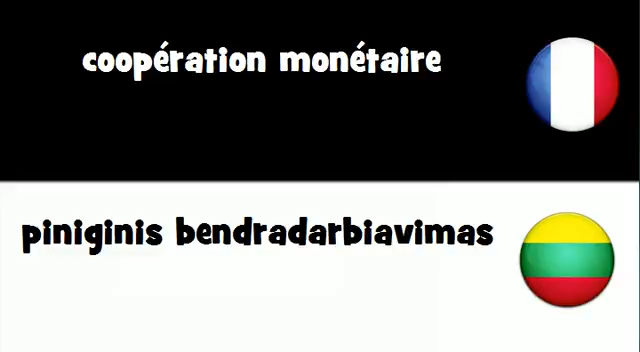 coopération monétaire
piniginis bendradarbiavimas